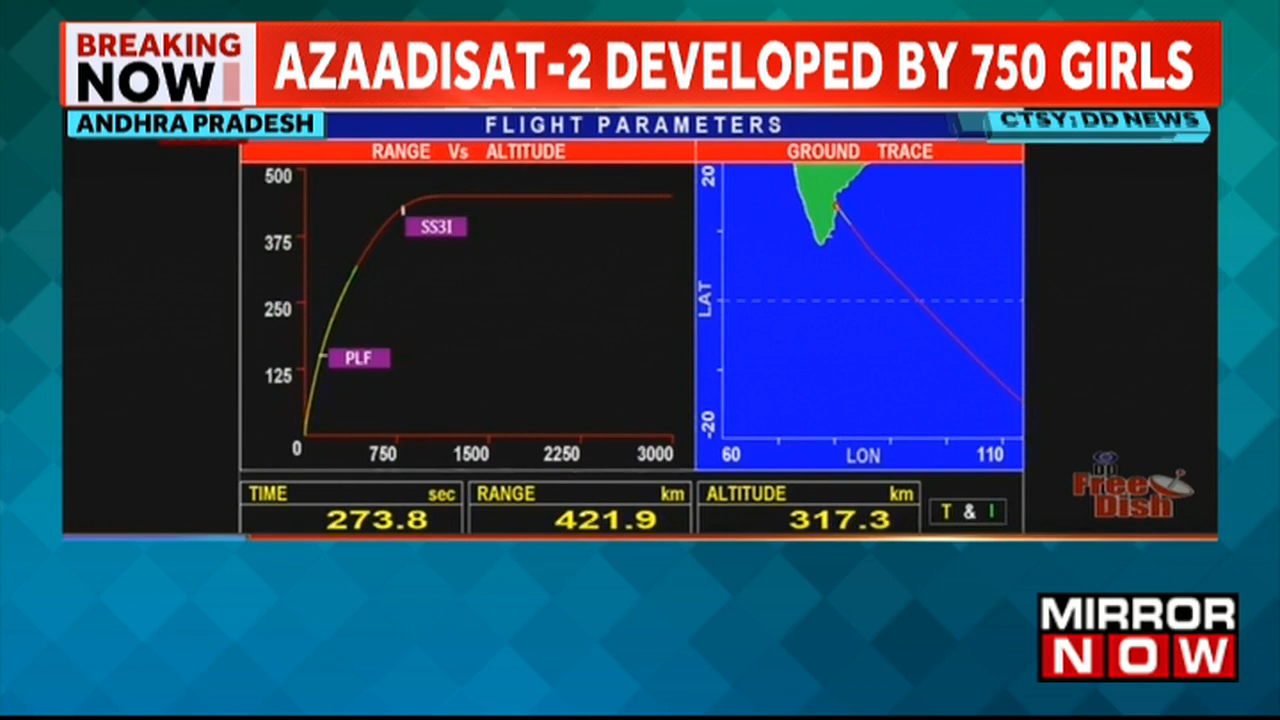 BREAKING
NOW
AZAADISAT-2 DEVELOPED BY 750 GIRLS
ANDHRA PRADESH
CTSY: DD NEWS
FLIGHT PARAMETERS
RANGE Vs ALTITUDE
GROUND TRACE
500
375
250
125
0
750
1500
2250
3000
SS3I
PLF
20
LAT
-20
60
LON
110
TIME sec
273.8
RANGE km
421.9
ALTITUDE km
317.3
T & I
DD
Free
Dish
MIRROR
NOW